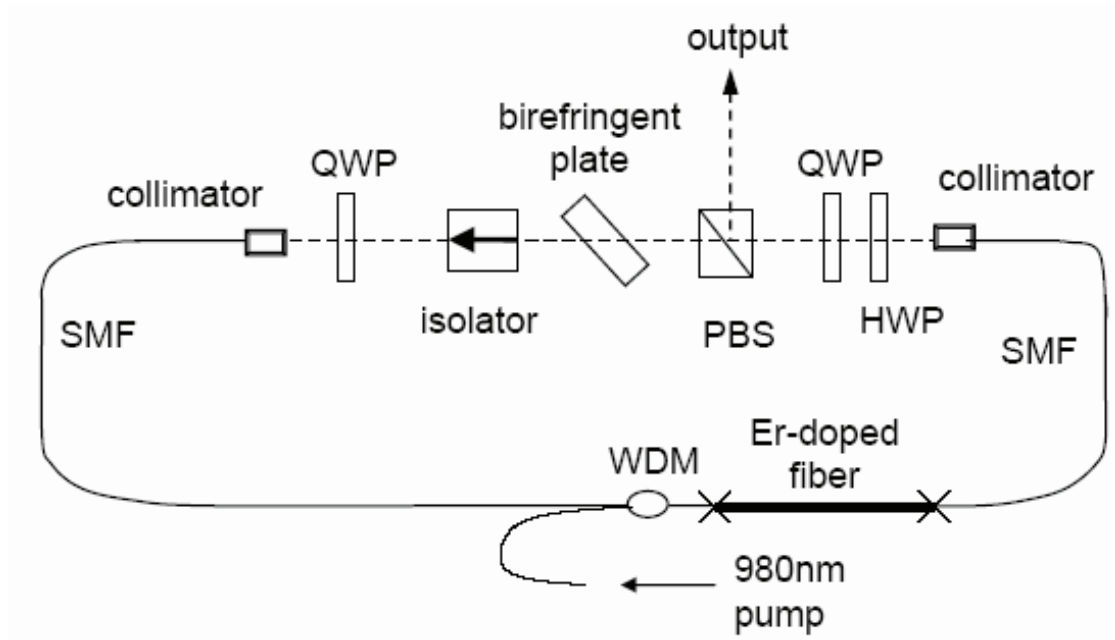 output
birefringent
plate
QWP
QWP
collimator
collimator
SMF
isolator
PBS
HWP
SMF
Er-doped
fiber
WDM
980nm
pump